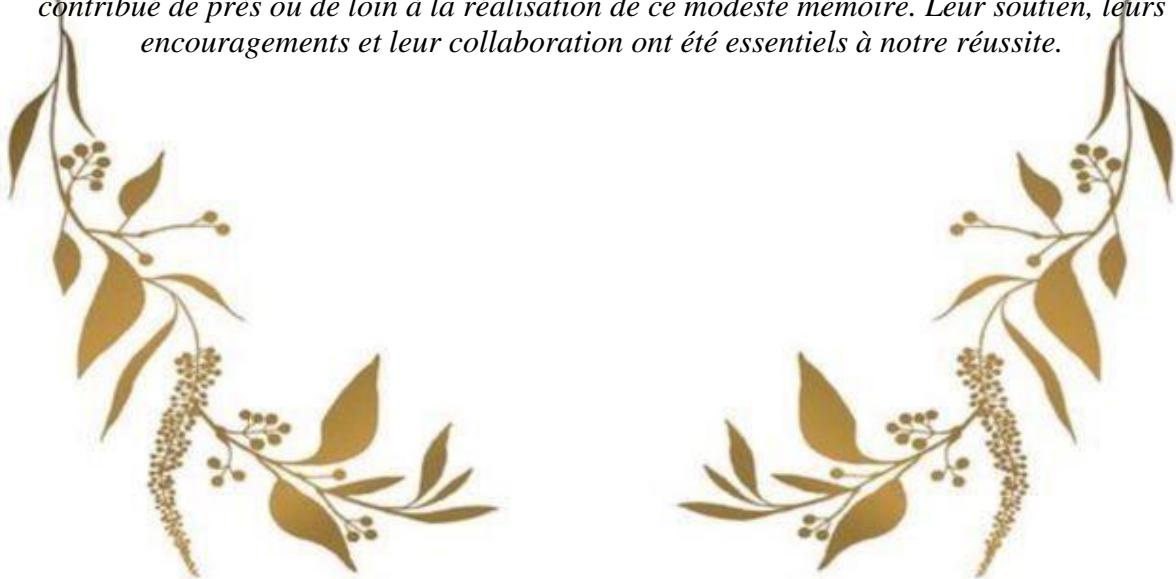 contribué de près ou de loin à la réalisation de ce modeste mémoire. Leur soutien, leurs
encouragements et leur collaboration ont été essentiels à notre réussite.